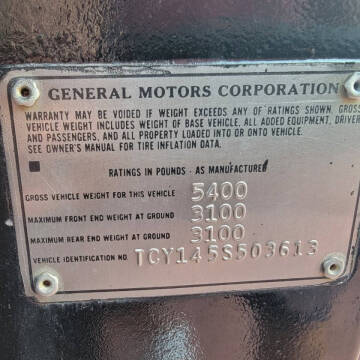 GENERAL MOTORS CORPORATION
WARRANTY MAY BE VOIDED IF WEIGHT EXCEEDS ANY OF RATINGS SHOWN. GROSS
VEHICLE WEIGHT INCLUDES WEIGHT OF BASE VEHICLE, ALL ADDED EQUIPMENT, DRIVER
AND PASSENGERS, AND ALL PROPERTY LOADED INTO OR ONTO VEHICLE.
SEE OWNER'S MANUAL FOR TIRE INFLATION DATA.
RATINGS IN POUNDS - AS MANUFACTURED
GROSS VEHICLE WEIGHT FOR THIS VEHICLE 5400
MAXIMUM FRONT END WEIGHT AT GROUND 3100
MAXIMUM REAR END WEIGHT AT GROUND 3100
VEHICLE IDENTIFICATION NO. TCY145S503613